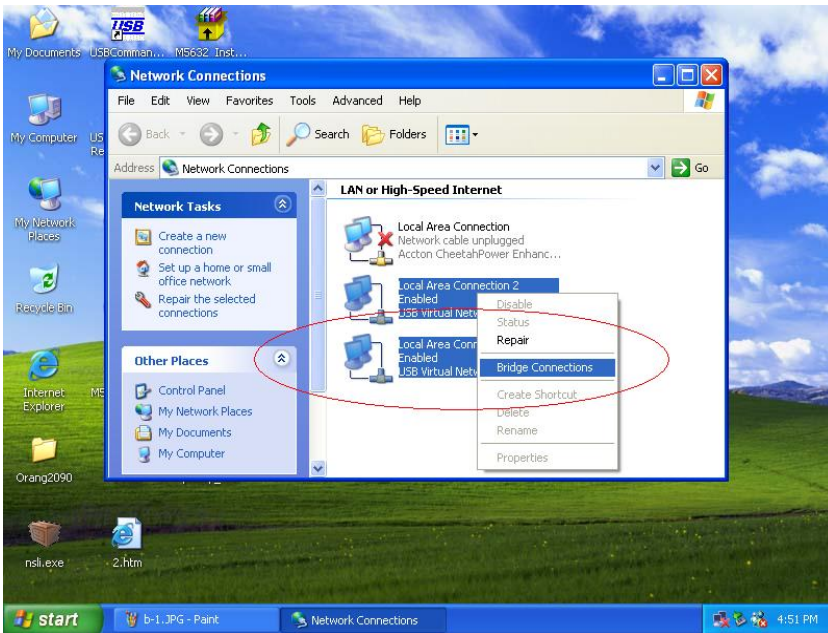 My Documents
USBComman...
M5632 Inst...
USB
Network Connections
File Edit View Favorites Tools Advanced Help
Back Search Folders
Address Network Connections Go
My Computer
US
Re
My Network
Places
Recycle Bin
Internet
Explorer
M5
Orang2090
nsli.exe
2.htm
Network Tasks
Create a new
connection
Set up a home or small
office network
Repair the selected
connections
Other Places
Control Panel
My Network Places
My Documents
My Computer
LAN or High-Speed Internet
Local Area Connection
Network cable unplugged
Accton CheetahPower Enhanc...
Local Area Connection 2
Enabled
USB Virtual Netw
Local Area Conn
Enabled
USB Virtual Netw
Disable
Status
Repair
Bridge Connections
Create Shortcut
Delete
Rename
Properties
start
b-1.JPG - Paint
Network Connections
4:51 PM